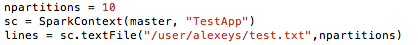 npartitions = 10
sc = SparkContext(master, "TestApp")
lines = sc.textFile("/user/alexeys/test.txt",npartitions)